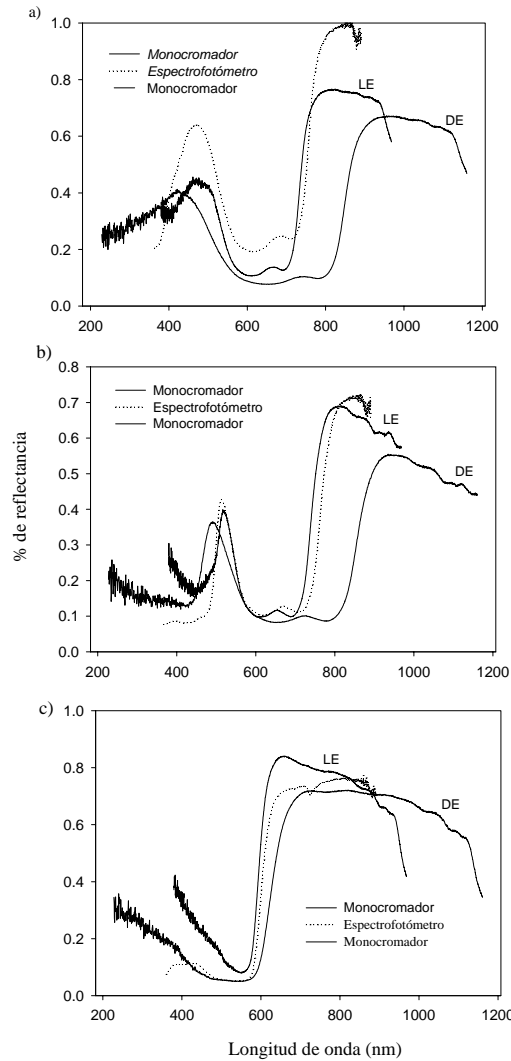 a)
1.0
Monocromador
Espectrofotómetro
Monocromador
0.8
LE
DE
0.6
0.4
0.2
0.0
200 400 600 800 1000 1200
b)
0.8
Monocromador
Espectrofotómetro
Monocromador
0.7
LE
0.6
DE
0.5
0.4
0.3
0.2
0.1
0.0
200 400 600 800 1000 1200
% de reflectancia
c)
1.0
LE
0.8
DE
0.6
0.4
Monocromador
Espectrofotómetro
Monocromador
0.2
0.0
200 400 600 800 1000 1200
Longitud de onda (nm)